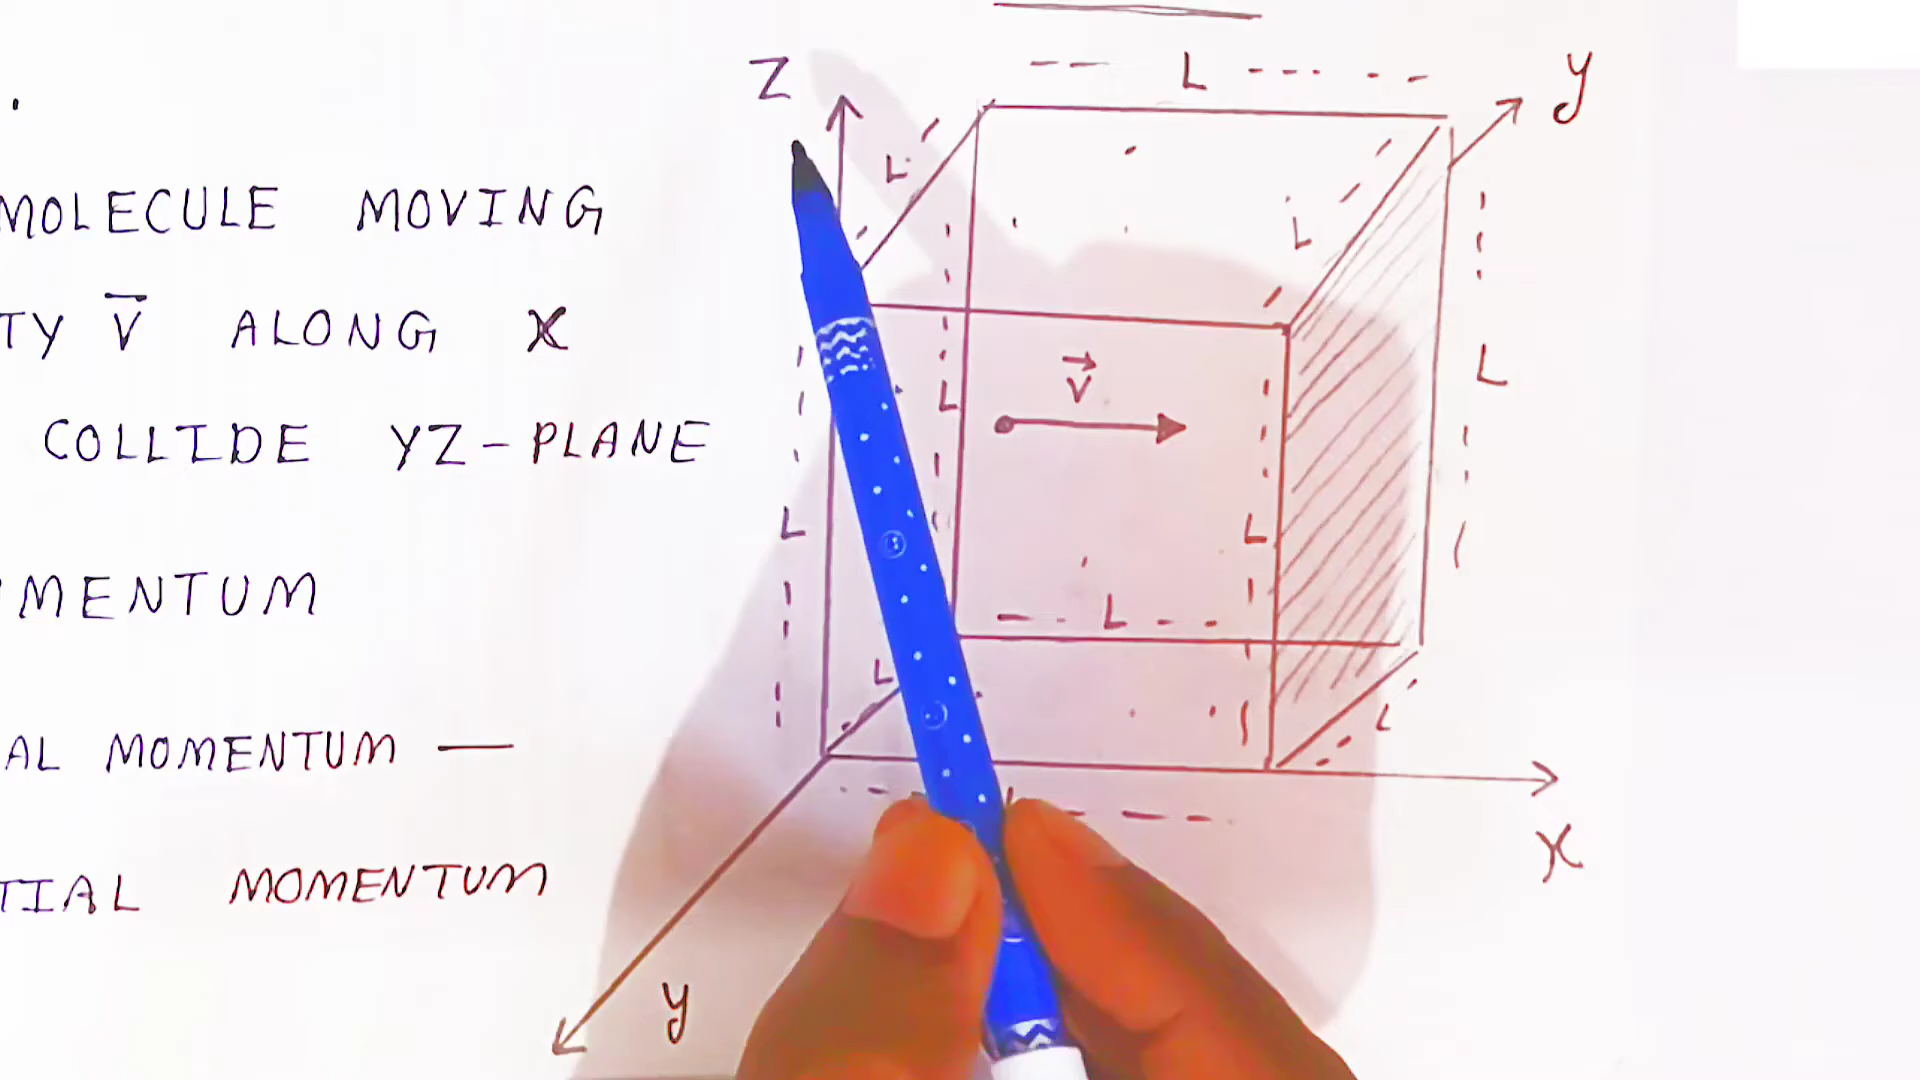 MOLECULE MOVING
TY V ALONG X
COLLIDE YZ-PLANE
MENTUM
AL MOMENTUM —
TIAL MOMENTUM
Z
L
y
L
L
L
V
L
L
L
L
L
L
L
X
y